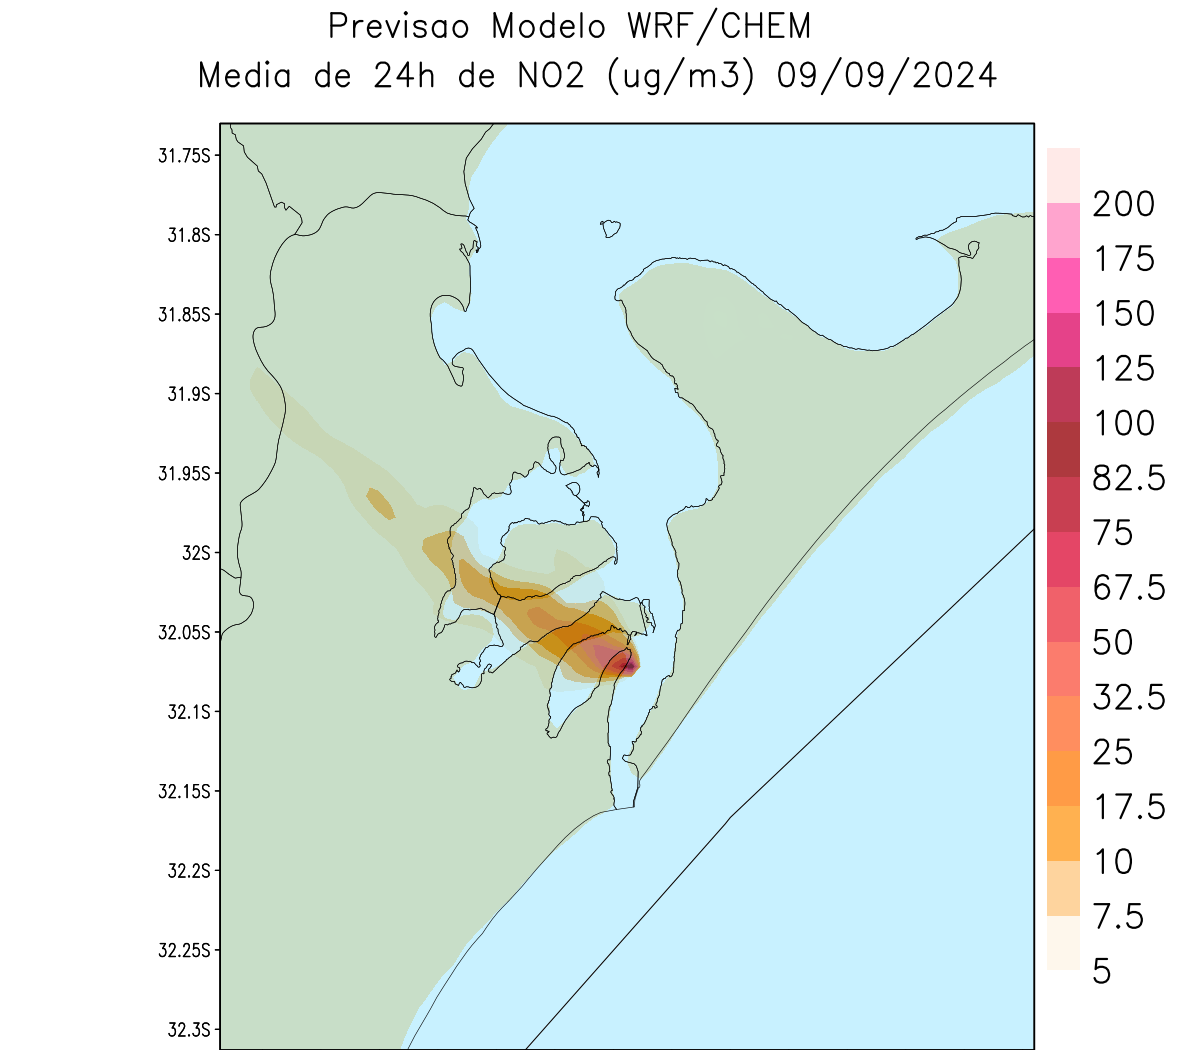 Previsao Modelo WRF/CHEM
Media de 24h de NO2 (ug/m3) 09/09/2024
31.75S
31.8S
31.85S
31.9S
31.95S
32S
32.05S
32.1S
32.15S
32.2S
32.25S
32.3S
200
175
150
125
100
82.5
75
67.5
50
32.5
25
17.5
10
7.5
5